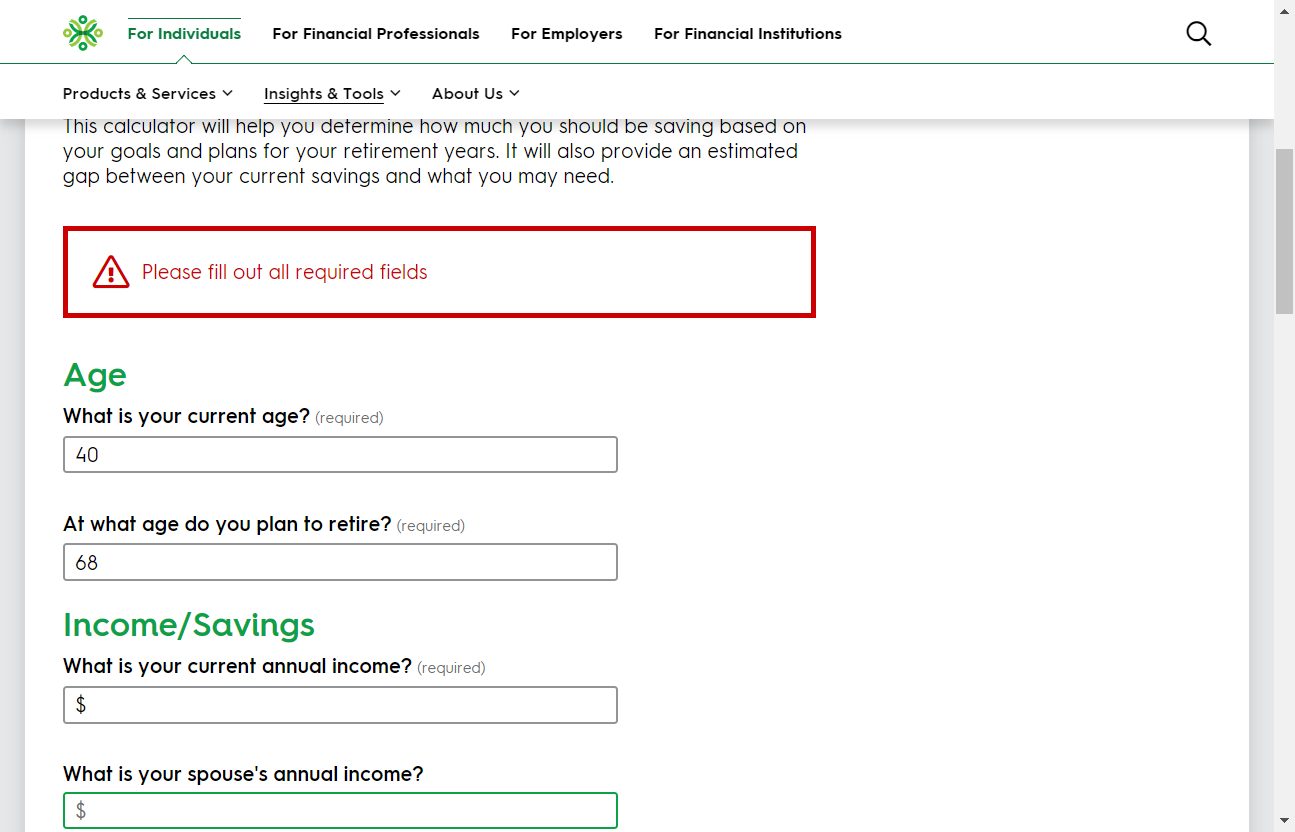 For Individuals For Financial Professionals For Employers For Financial Institutions
Products & Services Insights & Tools About Us
This calculator will help you determine how much you should be saving based on
your goals and plans for your retirement years. It will also provide an estimated
gap between your current savings and what you may need.
Please fill out all required fields
Age
What is your current age? (required)
40
At what age do you plan to retire? (required)
68
Income/Savings
What is your current annual income? (required)
$
What is your spouse's annual income?
$